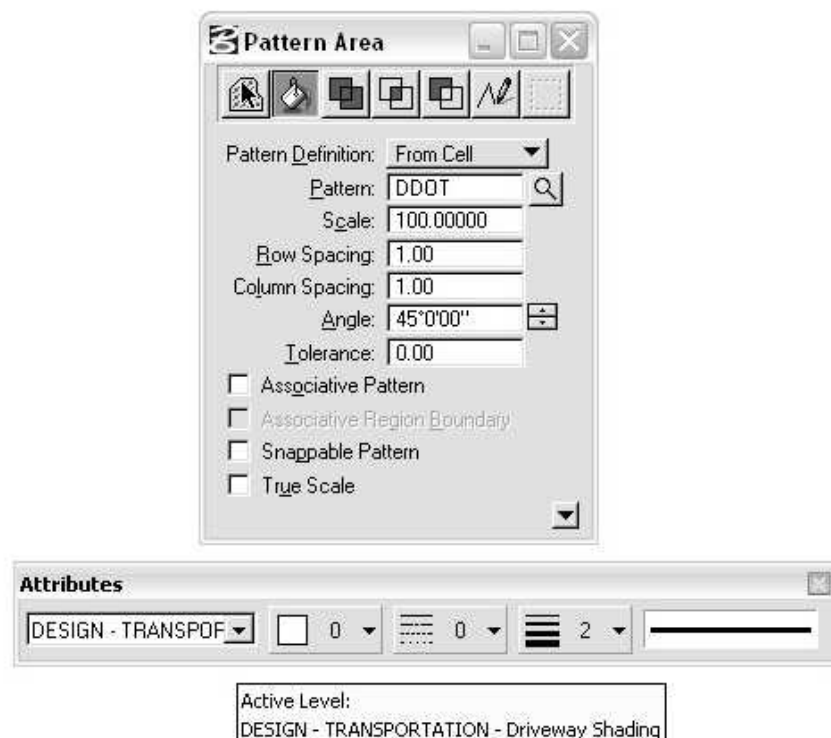 Pattern Area
Pattern Definition: From Cell
Pattern: DDOT
Scale: 100.00000
Row Spacing: 1.00
Column Spacing: 1.00
Angle: 45°0'00"
Tolerance: 0.00
Associative Pattern
Associative Region Boundary
Snappable Pattern
True Scale
Attributes
DESIGN - TRANSPOF 0 0 2
Active Level:
DESIGN - TRANSPORTATION - Driveway Shading